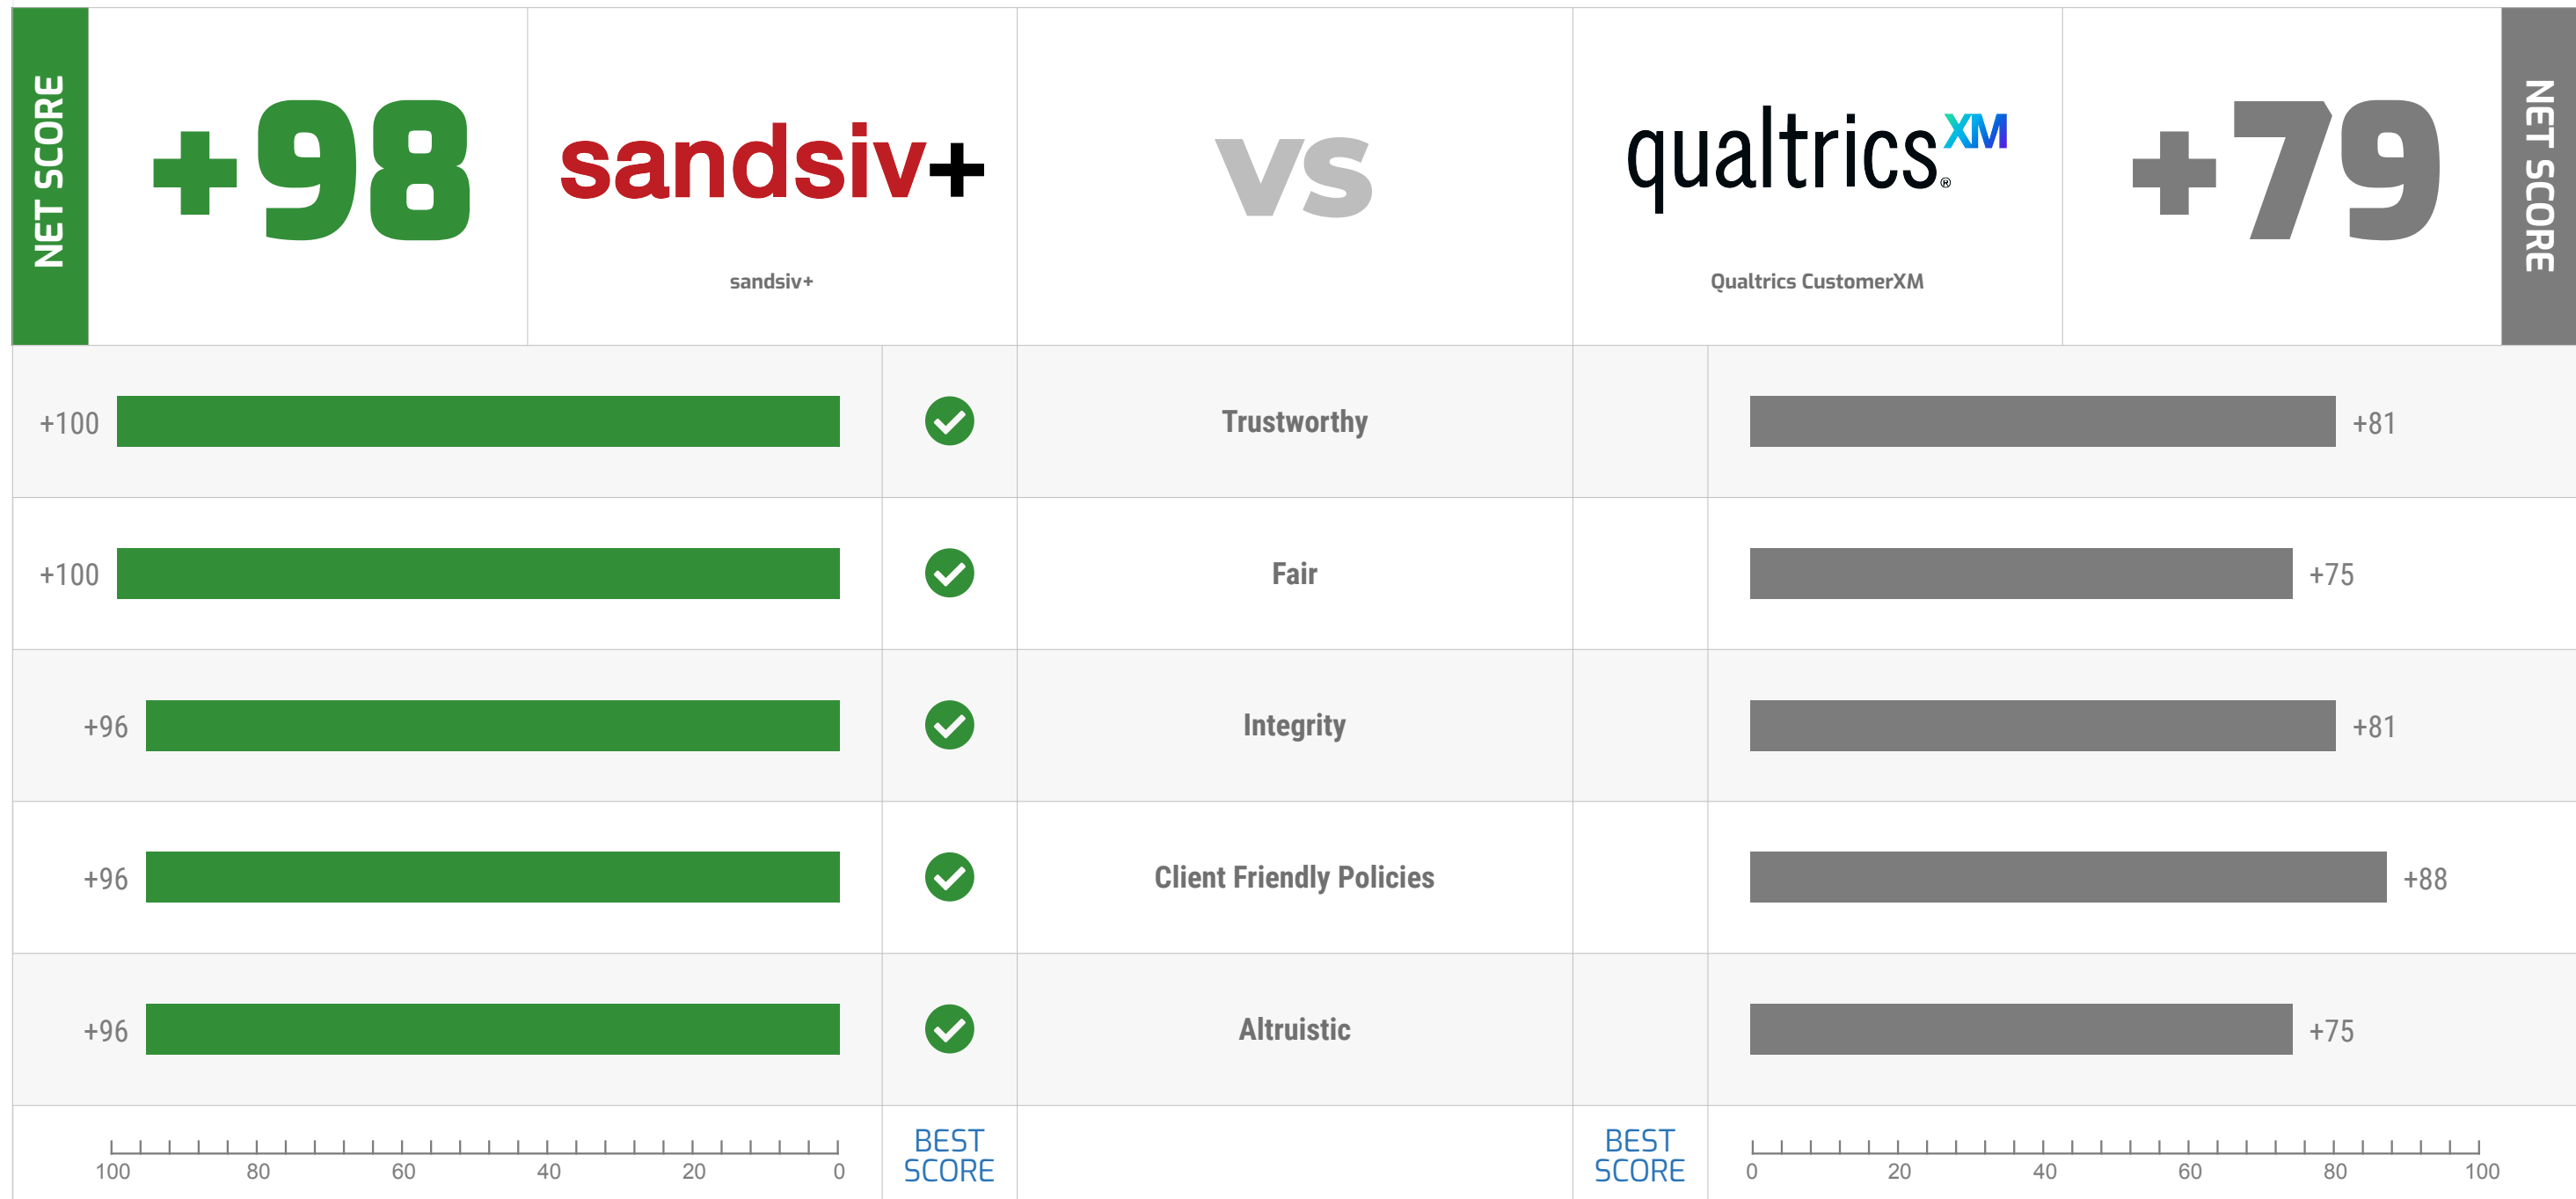 NET SCORE
+98
sandsiv+
sandsiv+
vs
qualtrics XM ®
Qualtrics CustomerXM
+79
NET SCORE
+100
Trustworthy
+81
+100
Fair
+75
+96
Integrity
+81
+96
Client Friendly Policies
+88
+96
Altruistic
+75
100 80 60 40 20 0
BEST
SCORE
BEST
SCORE
0 20 40 60 80 100